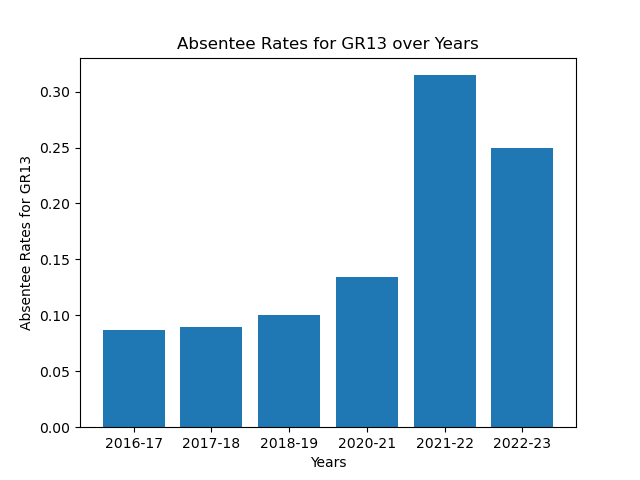 Absentee Rates for GR13 over Years
Absentee Rates for GR13
0.30
0.25
0.20
0.15
0.10
0.05
0.00
2016-17 2017-18 2018-19 2020-21 2021-22 2022-23
Years